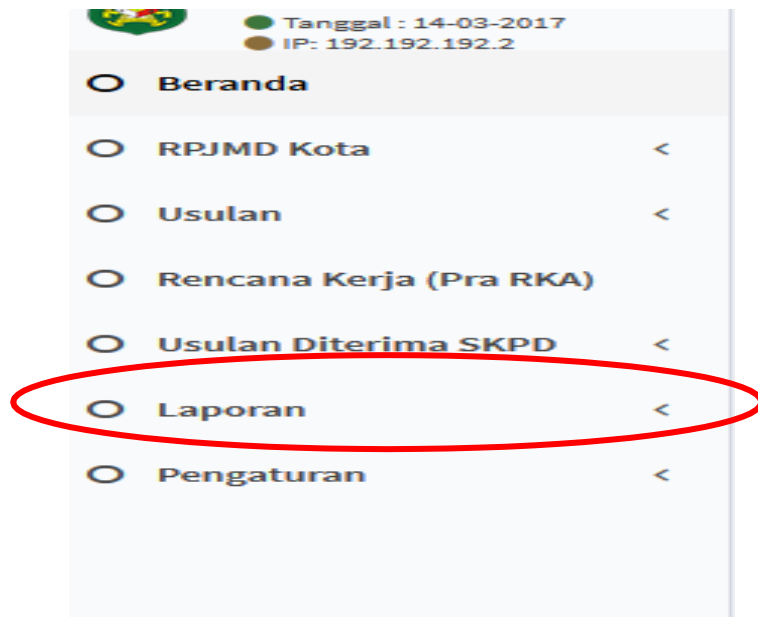 Tanggal : 14-03-2017
IP: 192.192.192.2
Beranda
RPJMD Kota <
Usulan <
Rencana Kerja (Pra RKA)
Usulan Diterima SKPD <
Laporan <
Pengaturan <